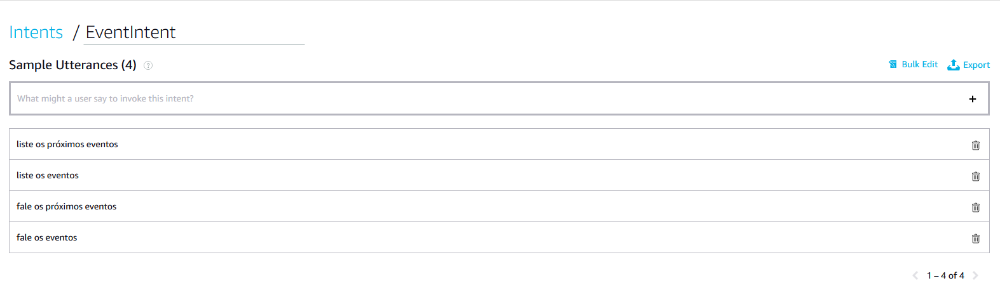 Intents / EventIntent
Sample Utterances (4) ?
Bulk Edit Export
What might a user say to invoke this intent? +
liste os próximos eventos
liste os eventos
fale os próximos eventos
fale os eventos
< 1 – 4 of 4 >